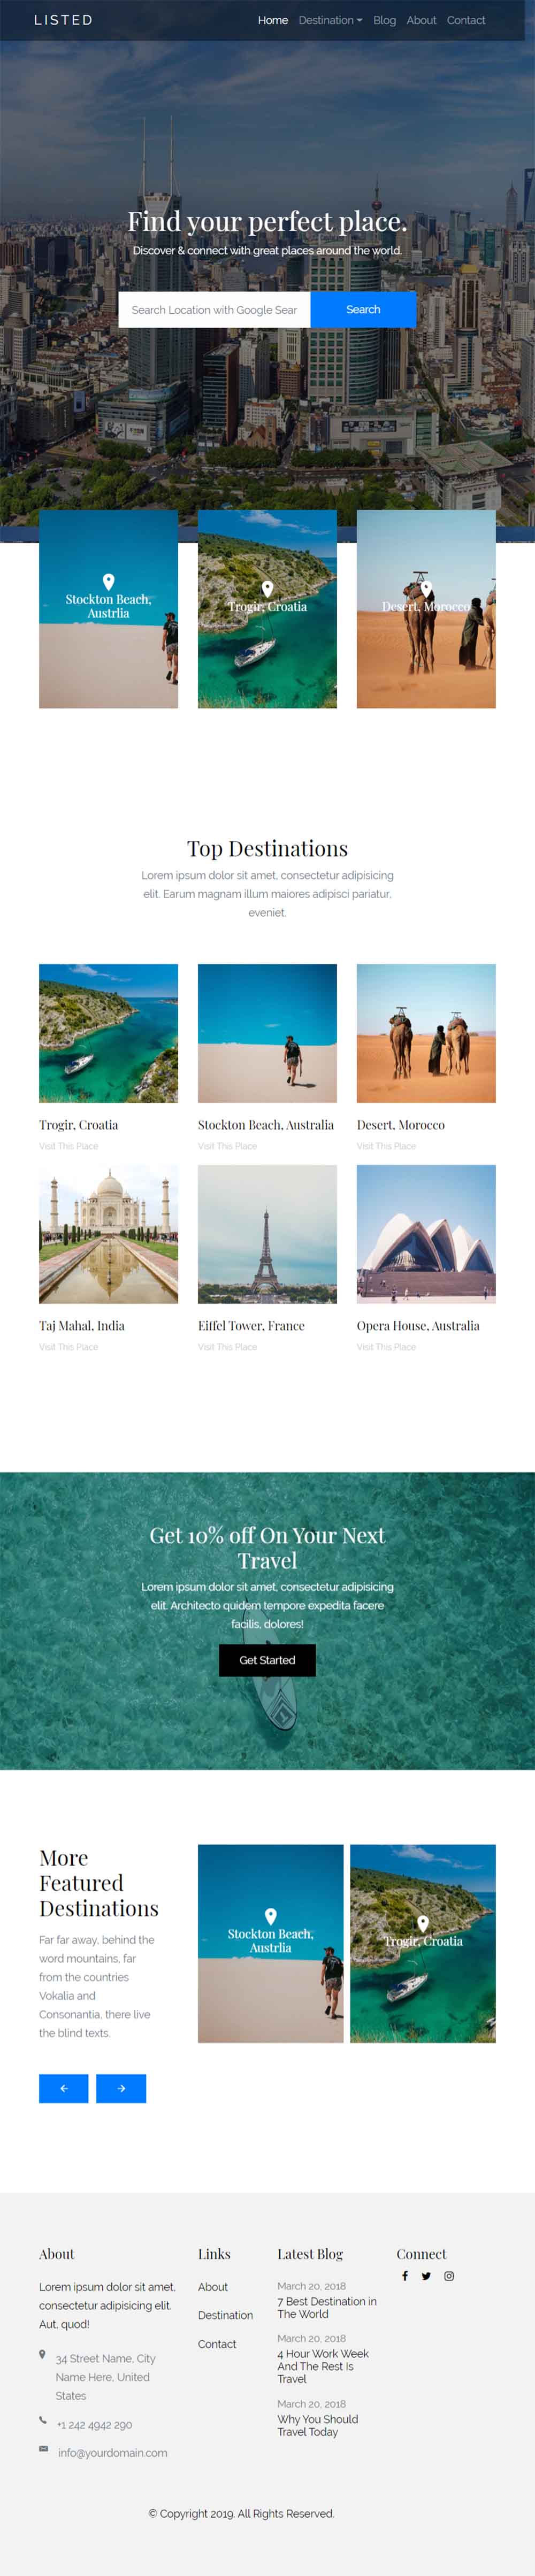 LISTED
Home Destination Blog About Contact
Find your perfect place.
Discover & connect with great places around the world.
Search Location with Google Sear
Search
Stockton Beach,
Austrlia
Trogir, Croatia
Desert, Morocco
Top Destinations
Lorem ipsum dolor sit amet, consectetur adipisicing
elit. Earum magnam illum maiores adipisci pariatur,
eveniet.
Trogir, Croatia
Visit This Place
Stockton Beach, Australia
Visit This Place
Desert, Morocco
Visit This Place
Taj Mahal, India
Visit This Place
Eiffel Tower, France
Visit This Place
Opera House, Australia
Visit This Place
Get 10% off On Your Next
Travel
Lorem ipsum dolor sit amet, consectetur adipisicing
elit. Architecto quidem tempore expedita facere
facilis, dolores!
Get Started
More
Featured
Destinations
Far far away, behind the
word mountains, far
from the countries
Vokalia and
Consonantia, there live
the blind texts.
Stockton Beach,
Austrlia
Trogir, Croatia
About
Lorem ipsum dolor sit amet,
consectetur adipisicing elit.
Aut, quod!
34 Street Name, City
Name Here, United
States
+1 242 4942 290
info@yourdomain.com
Links
About
Destination
Contact
Latest Blog
March 20, 2018
7 Best Destination in
The World
March 20, 2018
4 Hour Work Week
And The Rest Is
Travel
March 20, 2018
Why You Should
Travel Today
Connect
© Copyright 2019. All Rights Reserved.